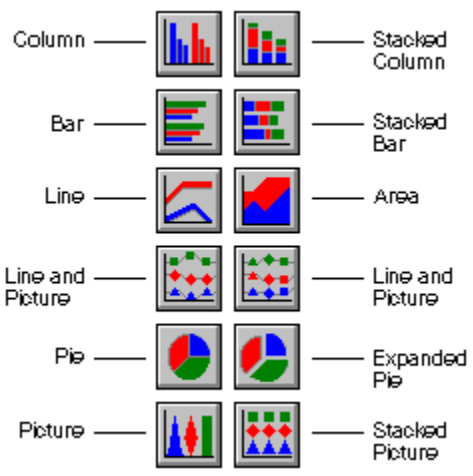 Column
Stacked
Column
Bar
Stacked
Bar
Line
Area
Line and
Picture
Line and
Picture
Pie
Expanded
Pie
Picture
Stacked
Picture